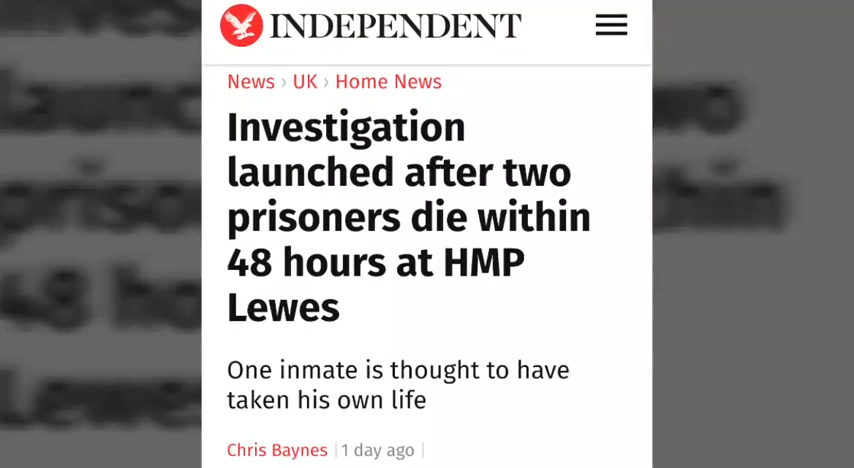 INDEPENDENT
News › UK › Home News
Investigation
launched after two
prisoners die within
48 hours at HMP
Lewes
One inmate is thought to have
taken his own life
Chris Baynes | 1 day ago |